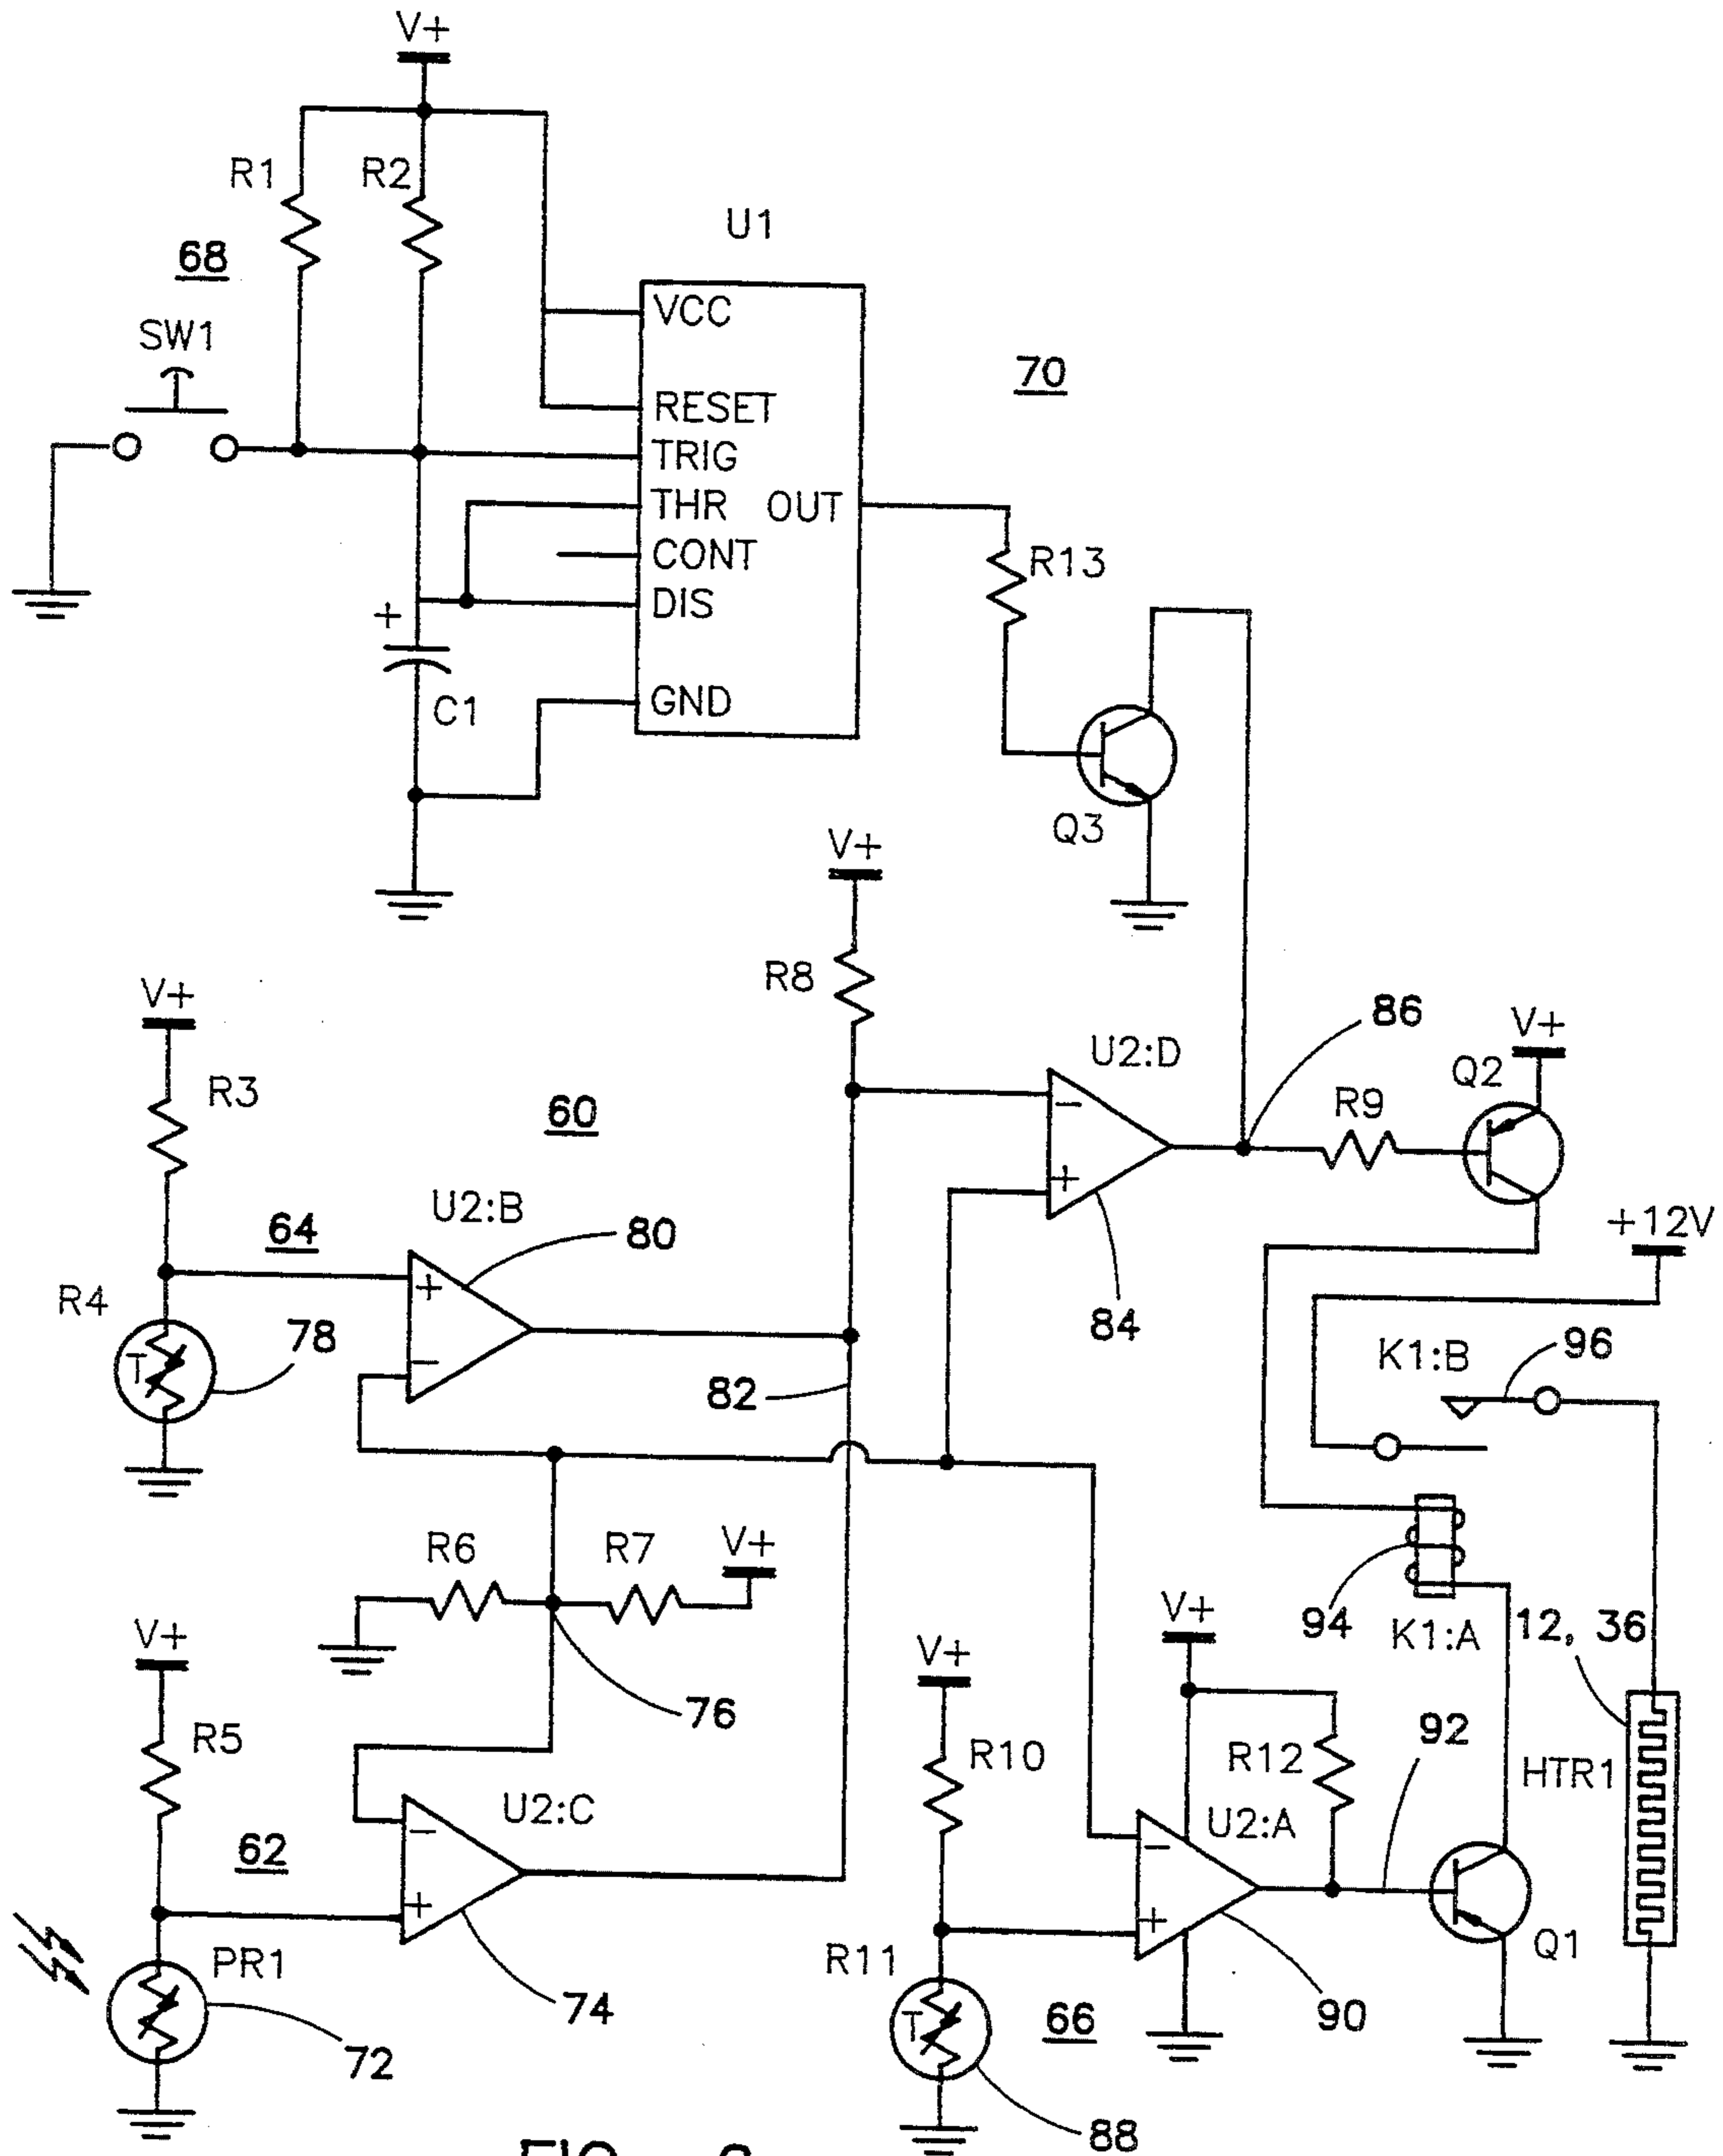 V+
R1
R2
U1
68
VCC
SW1
70
RESET
TRIG
THR
OUT
CONT
R13
DIS
+
C1
GND
Q3
V+
R8
V+
86
V+
U2:D
Q2
R3
60
R9
−
+
U2:B
80
+12V
64
+
R4
84
78
K1:B
96
T
−
82
R6
R7
V+
V+
94
K1:A
12, 36
V+
V+
76
R5
R10
92
R12
HTR1
U2:C
U2:A
−
62
−
+
+
PR1
R11
Q1
74
T
66
90
72
88